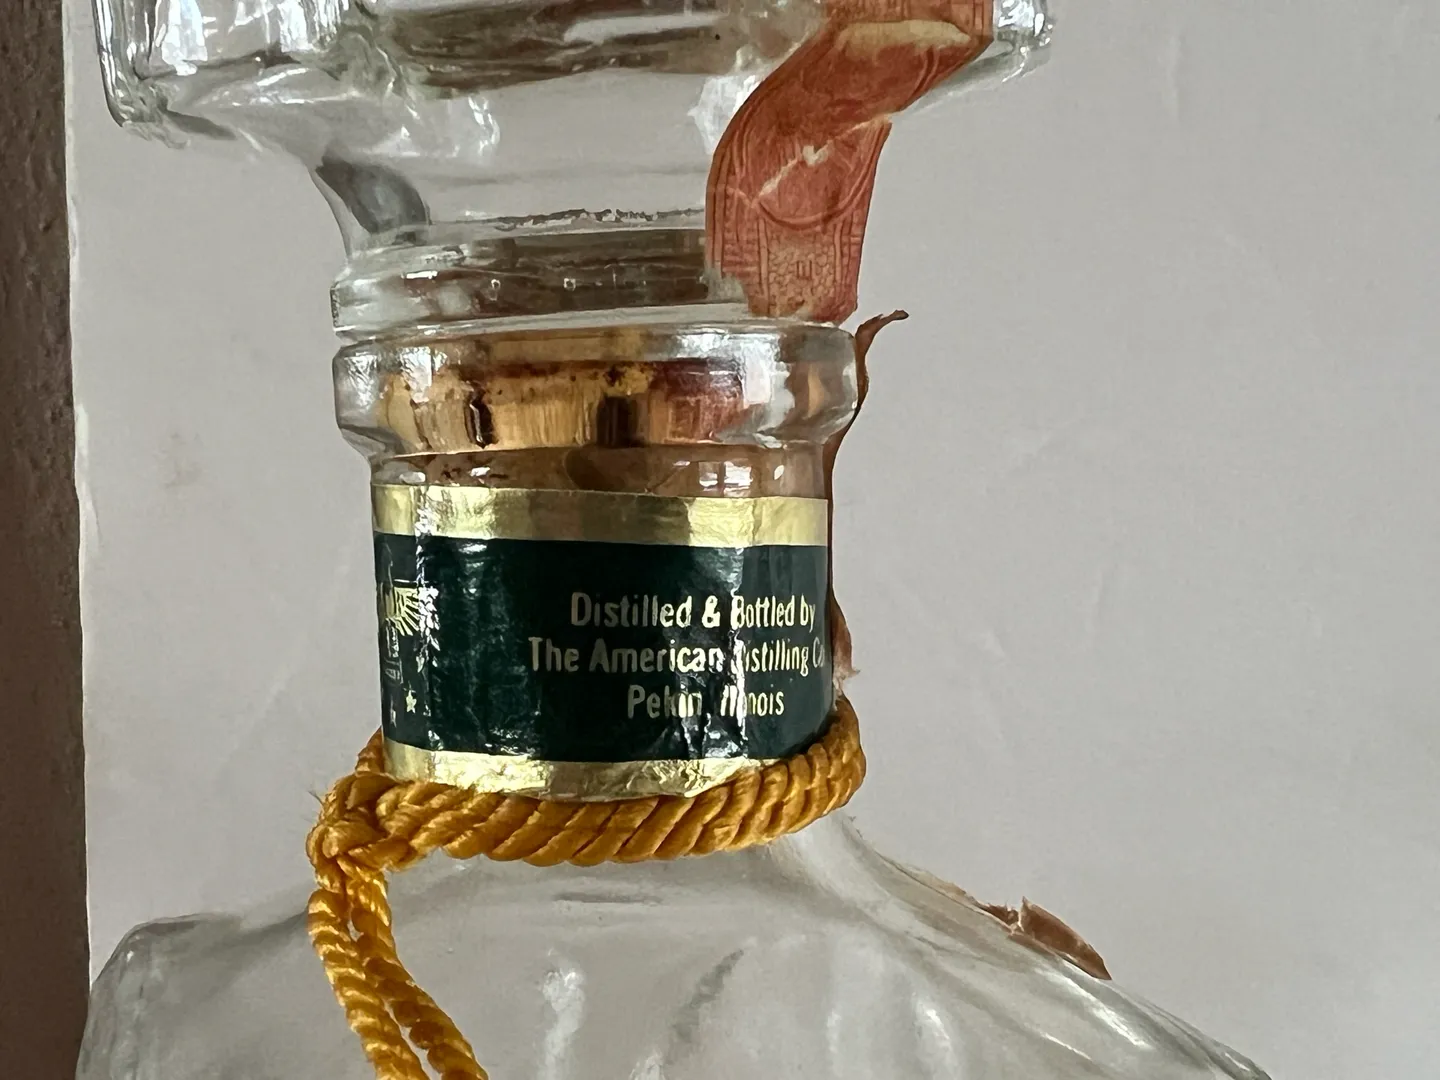 Distilled & Bottled by
The American Distilling Co
Pekin, Illinois